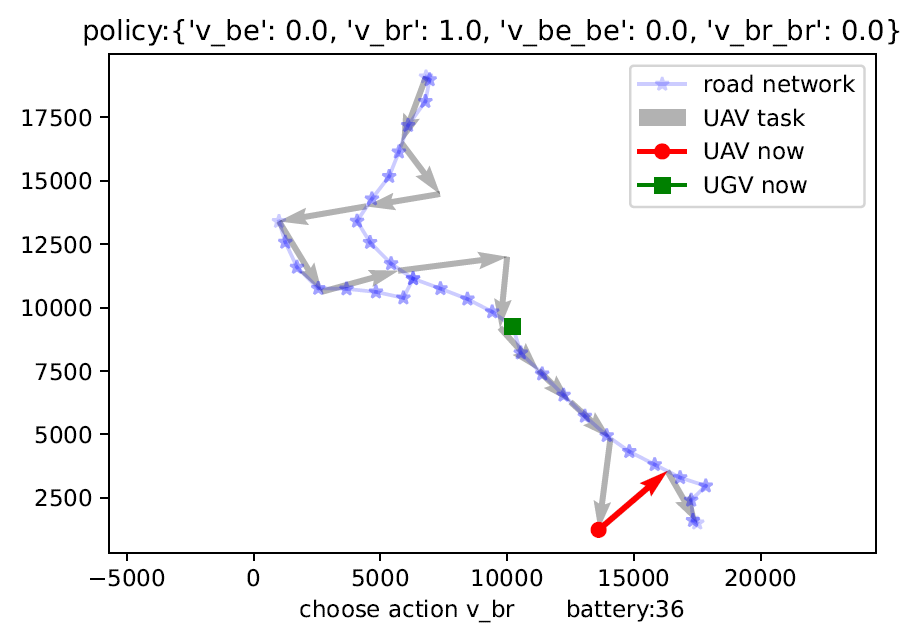 policy:{'v_be': 0.0, 'v_br': 1.0, 'v_be_be': 0.0, 'v_br_br': 0.0}
road network
UAV task
UAV now
UGV now
17500
15000
12500
10000
7500
5000
2500
−5000 0 5000 10000 15000 20000
choose action v_br battery:36